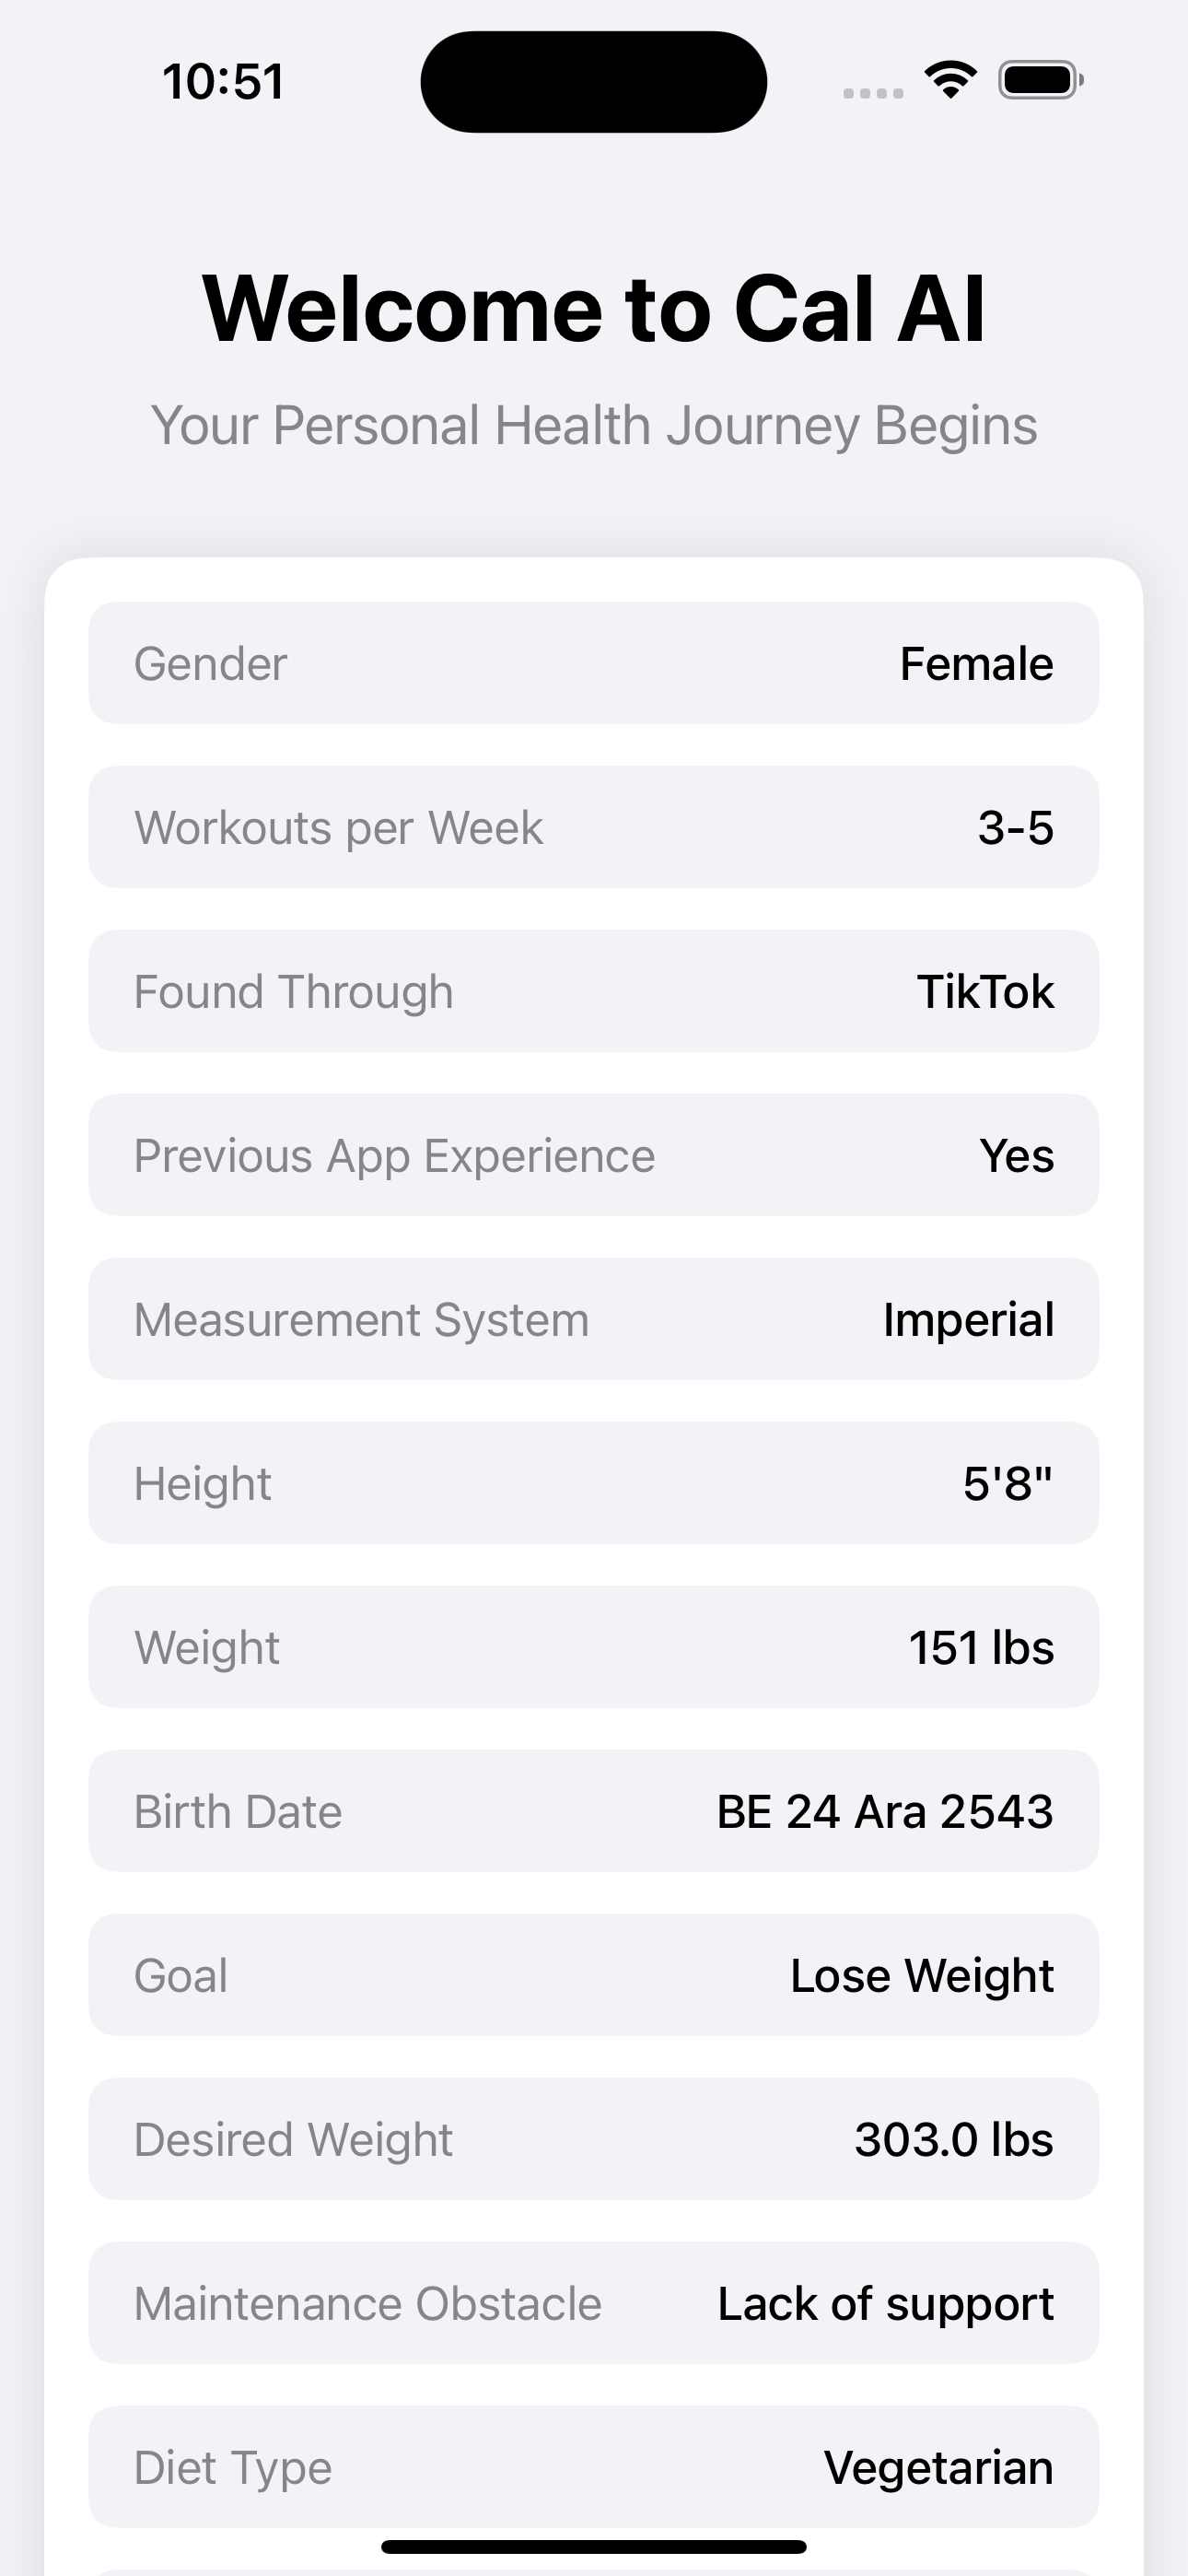 10:51
Welcome to Cal AI
Your Personal Health Journey Begins
Gender Female
Workouts per Week 3-5
Found Through TikTok
Previous App Experience Yes
Measurement System Imperial
Height 5'8"
Weight 151 lbs
Birth Date BE 24 Ara 2543
Goal Lose Weight
Desired Weight 303.0 lbs
Maintenance Obstacle Lack of support
Diet Type Vegetarian